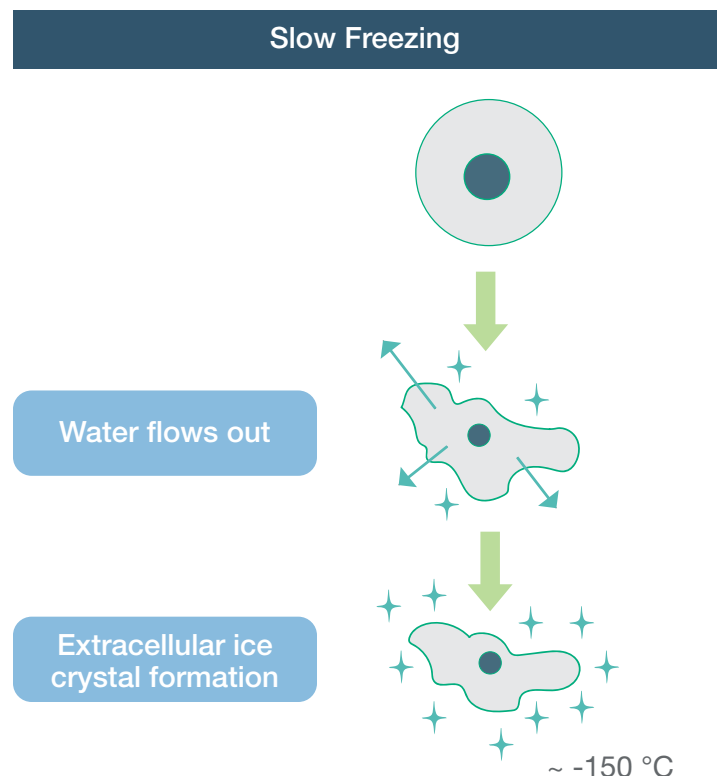 Slow Freezing
Water flows out
Extracellular ice
crystal formation
~ -150 °C